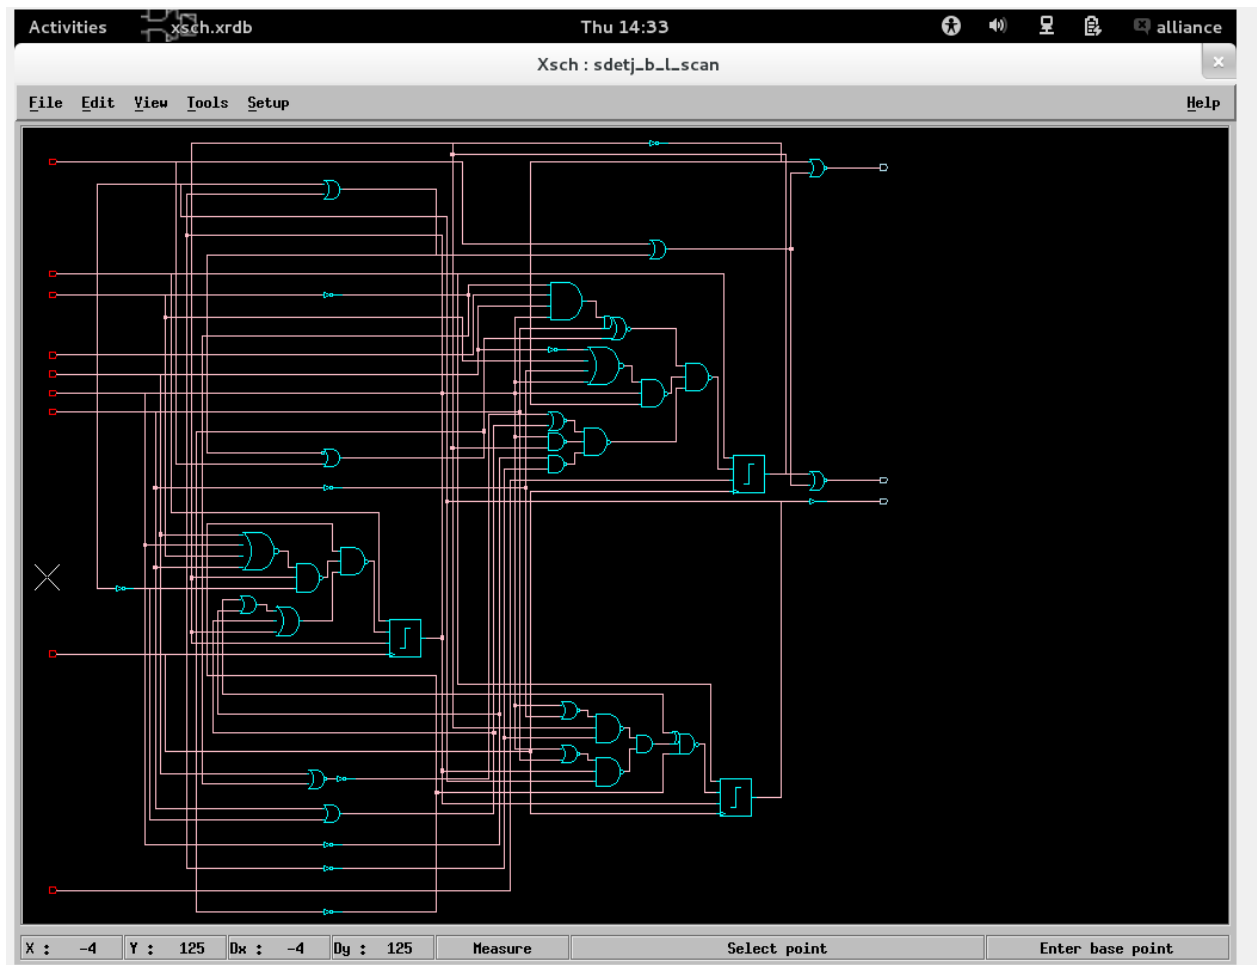 Activities xsch.xrdb Thu 14:33 alliance
Xsch : sdetj_b_l_scan
File Edit View Tools Setup Help
X : -4 Y : 125 Dx : -4 Dy : 125 Measure Select point Enter base point